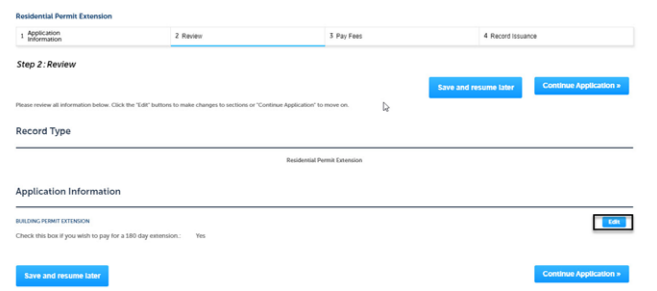 Residential Permit Extension
1 Application Information
2 Review
3 Pay Fees
4 Record Issuance
Step 2: Review
Save and resume later
Continue Application »
Please review all information below. Click the "Edit" buttons to make changes to sections or "Continue Application" to move on.
Record Type
Residential Permit Extension
Application Information
BUILDING PERMIT EXTENSION
Edit
Check this box if you wish to pay for a 180 day extension.: Yes
Save and resume later
Continue Application »